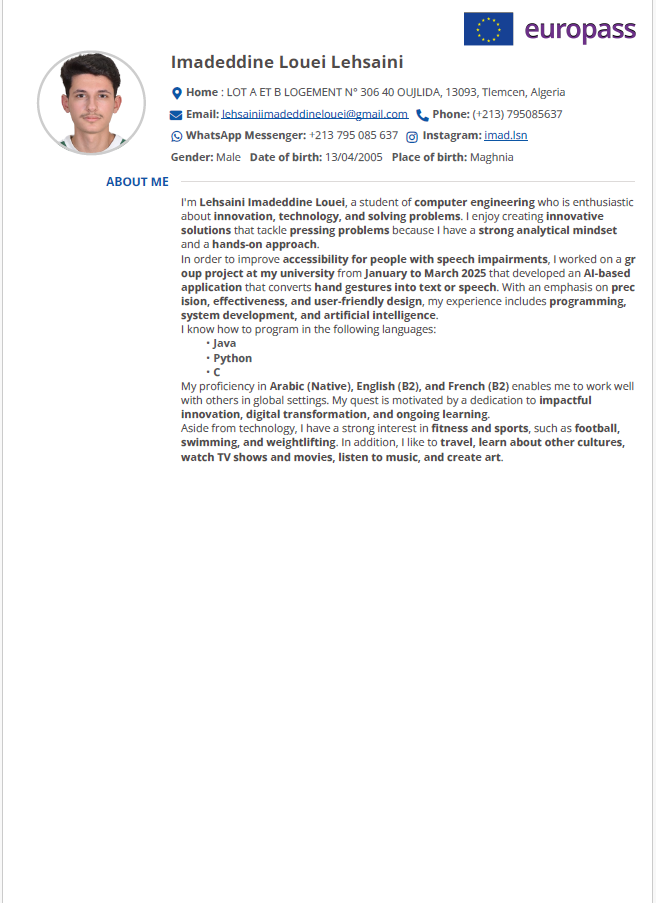 europass
Imadeddine Louei Lehsaini
Home : LOT A ET B LOGEMENT N° 306 40 OUJLIDA, 13093, Tlemcen, Algeria
Email: lehsainiimadeddinelouei@gmail.com Phone: (+213) 795085637
WhatsApp Messenger: +213 795 085 637 Instagram: imad.lsn
Gender: Male Date of birth: 13/04/2005 Place of birth: Maghnia
ABOUT ME
I'm Lehsaini Imadeddine Louei, a student of computer engineering who is enthusiastic
about innovation, technology, and solving problems. I enjoy creating innovative
solutions that tackle pressing problems because I have a strong analytical mindset
and a hands-on approach.
In order to improve accessibility for people with speech impairments, I worked on a gr
oup project at my university from January to March 2025 that developed an AI-based
application that converts hand gestures into text or speech. With an emphasis on prec
ision, effectiveness, and user-friendly design, my experience includes programming,
system development, and artificial intelligence.
I know how to program in the following languages:
• Java
• Python
• C
My proficiency in Arabic (Native), English (B2), and French (B2) enables me to work well
with others in global settings. My quest is motivated by a dedication to impactful
innovation, digital transformation, and ongoing learning.
Aside from technology, I have a strong interest in fitness and sports, such as football,
swimming, and weightlifting. In addition, I like to travel, learn about other cultures,
watch TV shows and movies, listen to music, and create art.